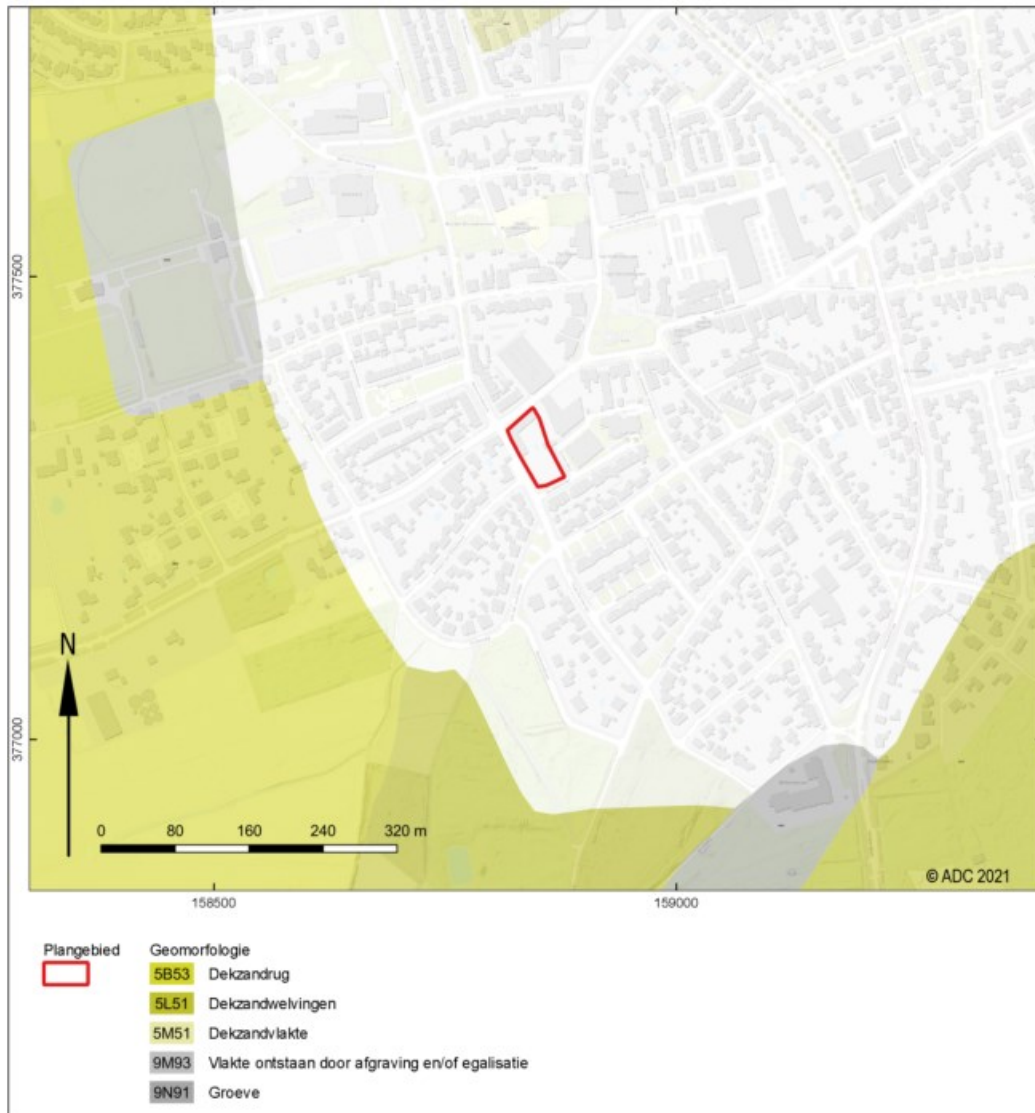 377500
377000
N
0 80 160 240 320 m
© ADC 2021
158500 159000
Plangebied Geomorfologie
5B53 Dekzandrug
5L51 Dekzandwelvingen
5M51 Dekzandvlakte
9M93 Vlakte ontstaan door afgraving en/of egalisatie
9N91 Groeve